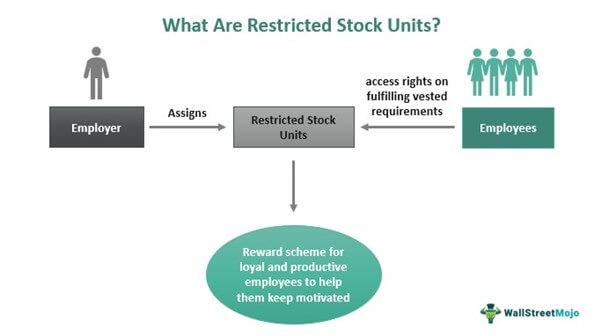 What Are Restricted Stock Units?
Employer
Assigns
Restricted Stock
Units
access rights on
fulfilling vested
requirements
Employees
Reward scheme for
loyal and productive
employees to help
them keep motivated
WallStreetMojo